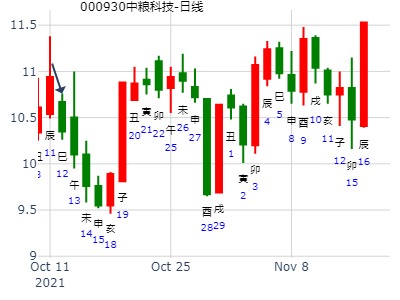 000930中粮科技-日线
11.5
11
10.5
10
9.5
9
辰 11
巳 12
午 13
未 14
申 15
亥 18
子 19
丑 20
寅 21
卯 22
午 25
未 26
申 27
酉 28
戌 29
丑 1
寅 2
卯 3
辰 4
巳 5
申 8
酉 9
戌 10
亥 11
子 12
卯 15
辰 16
Oct 11
2021
Oct 25
Nov 8